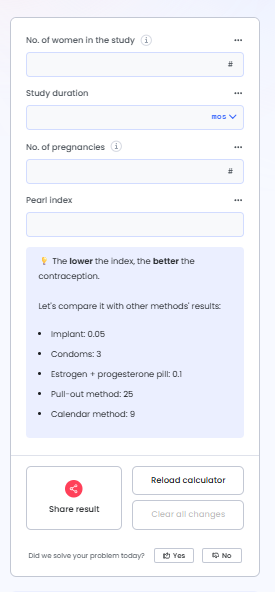 No. of women in the study
#
Study duration
mos
No. of pregnancies
#
Pearl index
💡 The lower the index, the better the
contraception.
Let's compare it with other methods' results:
• Implant: 0.05
• Condoms: 3
• Estrogen + progesterone pill: 0.1
• Pull-out method: 25
• Calendar method: 9
Share result
Reload calculator
Clear all changes
Did we solve your problem today?
Yes
No